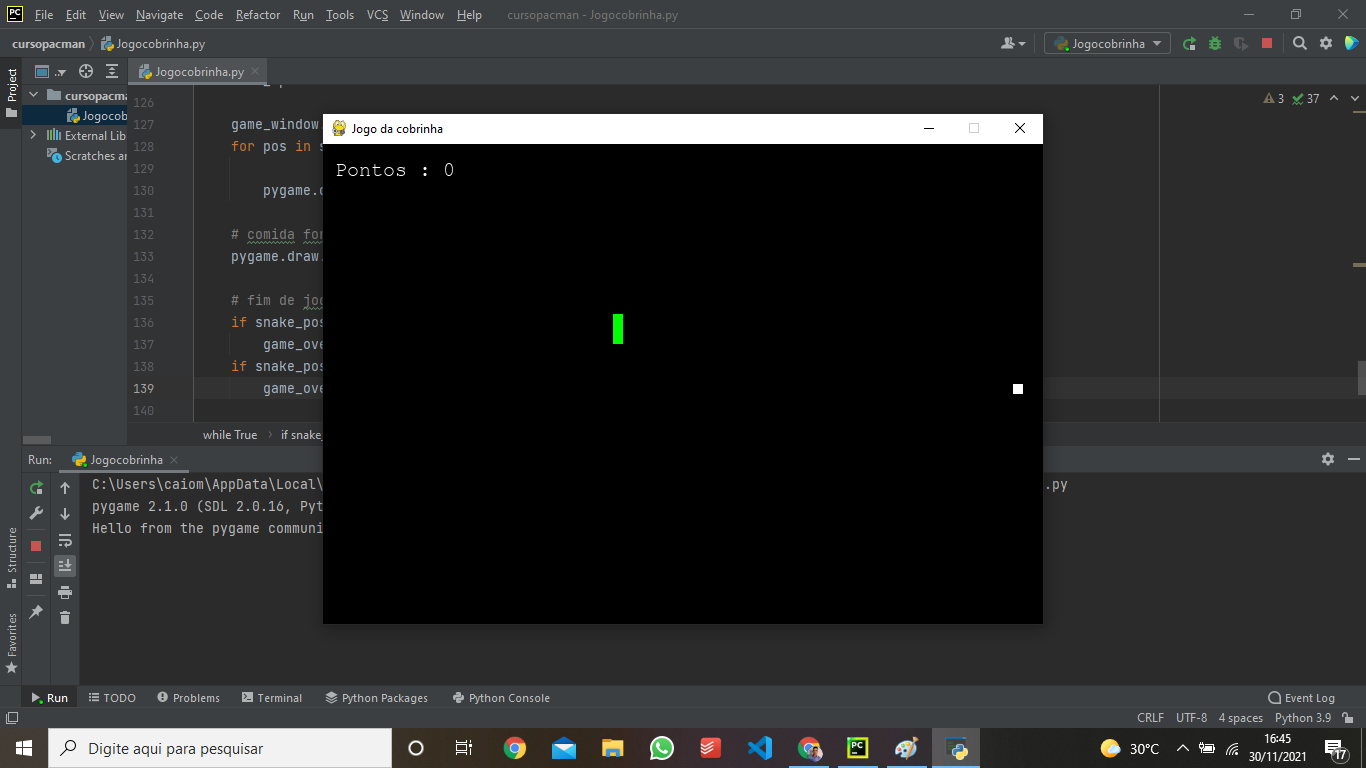 File Edit View Navigate Code Refactor Run Tools VCS Window Help cursopacman - Jogocobrinha.py
cursopacman Jogocobrinha.py Jogocobrinha
Project
.. Jogocobrinha.py
cursopacma
Jogocob
External Lib
Scratches an
3 37
126
127 game_window
128 for pos in s
129
130 pygame.d
131
132 # comida for
133 pygame.draw.
134
135 # fim de jog
136 if snake_pos
137 game_ove
138 if snake_pos
139 game_ove
140
while True if snake_
Jogo da cobrinha
Pontos : 0
Run: Jogocobrinha
C:\Users\caiom\AppData\Local\ .py
pygame 2.1.0 (SDL 2.0.16, Pyt
Hello from the pygame communi
Structure
Favorites
Run TODO Problems Terminal Python Packages Python Console Event Log
CRLF UTF-8 4 spaces Python 3.9
Digite aqui para pesquisar
30°C
16:45
30/11/2021
17